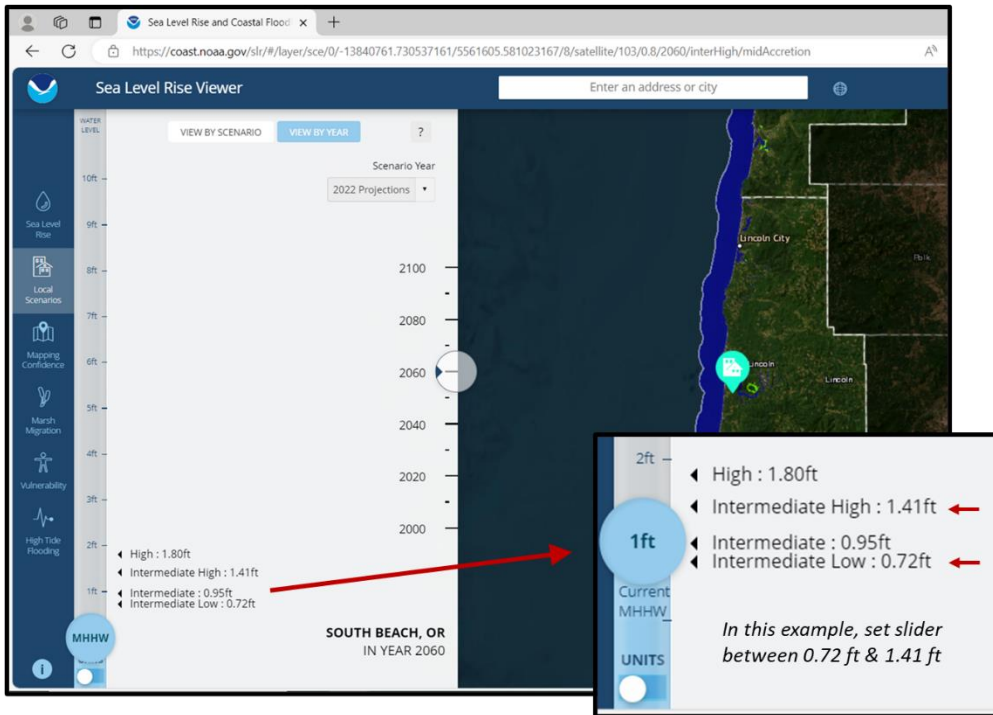 Sea Level Rise and Coastal Flood
https://coast.noaa.gov/slr/#/layer/sce/0/-13840761.730537161/5561605.581023167/8/satellite/103/0.8/2060/interHigh/midAccretion
Sea Level Rise Viewer
Enter an address or city
WATER
LEVEL
VIEW BY SCENARIO
VIEW BY YEAR
?
Scenario Year
2022 Projections
Sea Level
Rise
Local
Scenarios
Mapping
Confidence
Marsh
Migration
Vulnerability
High Tide
Flooding
10ft
9ft
8ft
7ft
6ft
5ft
4ft
3ft
2ft
1ft
MHHW
2100
2080
2060
2040
2020
2000
High : 1.80ft
Intermediate High : 1.41ft
Intermediate : 0.95ft
Intermediate Low : 0.72ft
SOUTH BEACH, OR
IN YEAR 2060
Lincoln City
Polk
Lincoln
2ft
High : 1.80ft
Intermediate High : 1.41ft
1ft
Intermediate : 0.95ft
Intermediate Low : 0.72ft
Current
MHHW
UNITS
In this example, set slider
between 0.72 ft & 1.41 ft